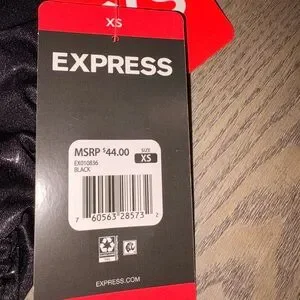 XS
EXPRESS
MSRP $44.00
SIZE
XS
EX010836
BLACK
7 60563 28573 2
EXPRESS.COM